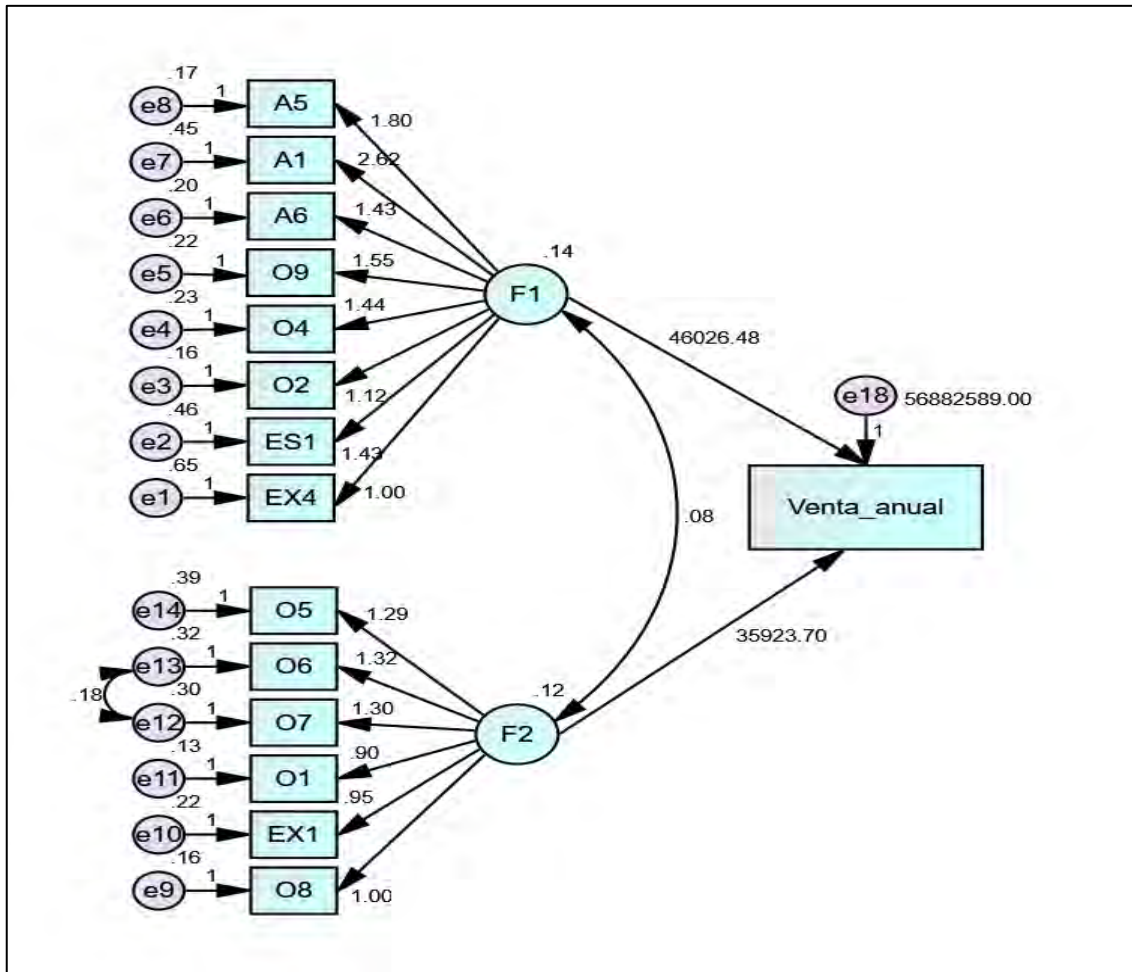 .17
e8 1 A5
1.80
.45
e7 1 A1
2.62
.20
e6 1 A6
1.43
.22
e5 1 O9
1.55
.23
e4 1 O4
1.44
.16
e3 1 O2
1.12
.46
e2 1 ES1
1.43
.65
e1 1 EX4
1.00
.14
F1
46026.48
e18 56882589.00
1
Venta_anual
.08
35923.70
.39
e14 1 O5
1.29
.32
e13 1 O6
1.32
.18
.30
e12 1 O7
1.30
.13
e11 1 O1
.90
.22
e10 1 EX1
.95
.16
e9 1 O8
1.00
.12
F2